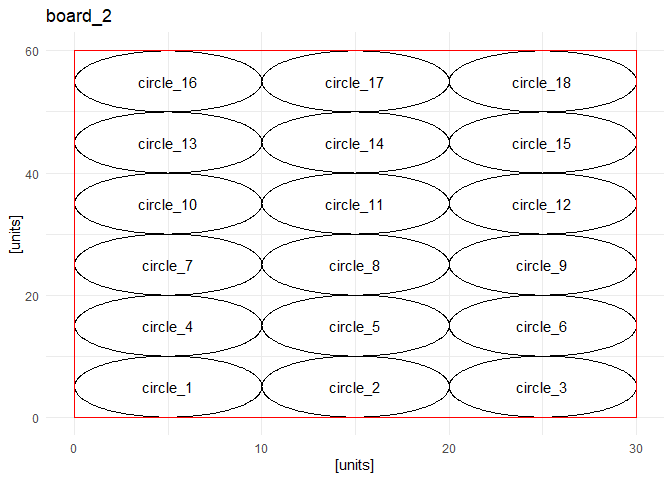 board_2
60
circle_16 circle_17 circle_18
circle_13 circle_14 circle_15
40
circle_10 circle_11 circle_12
[units]
circle_7 circle_8 circle_9
20
circle_4 circle_5 circle_6
circle_1 circle_2 circle_3
0
0 10 20 30
[units]